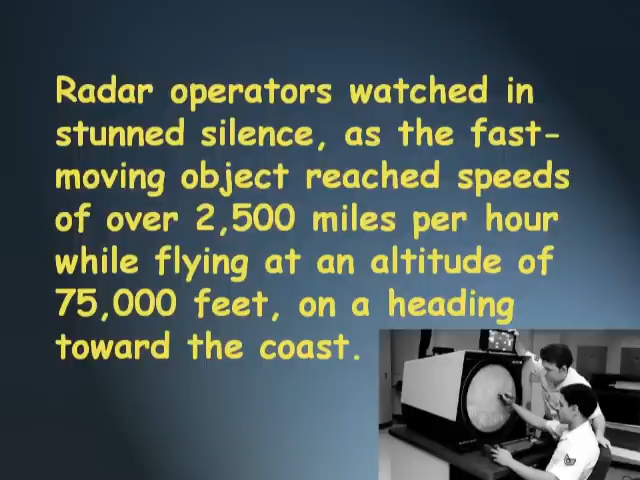 Radar operators watched in
stunned silence, as the fast-
moving object reached speeds
of over 2,500 miles per hour
while flying at an altitude of
75,000 feet, on a heading
toward the coast.